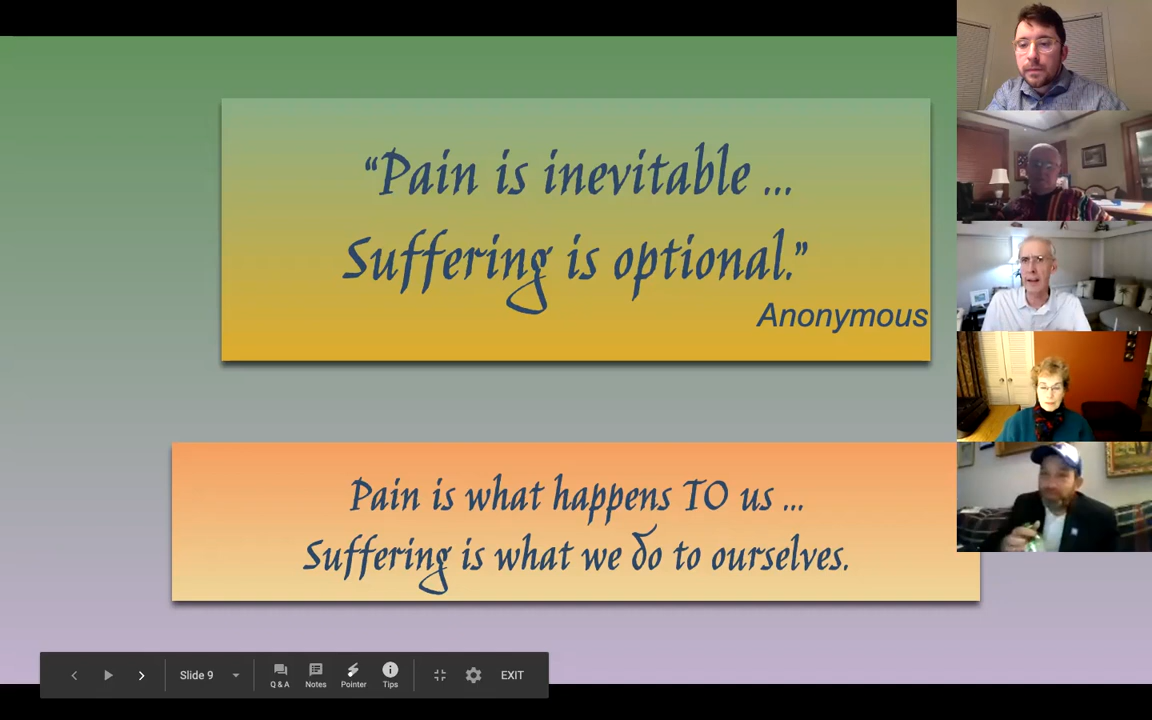 “Pain is inevitable ...
Suffering is optional.”
Anonymous
Pain is what happens TO us ...
Suffering is what we do to ourselves.
Slide 9
Q & A
Notes
Pointer
Tips
EXIT